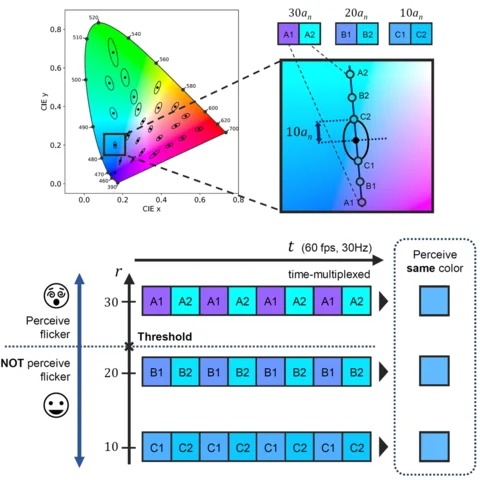 30aₙ 20aₙ 10aₙ
A1 A2 B1 B2 C1 C2
CIE y
0.8
0.6
0.4
0.2
0.0
0.0 0.2 0.4 0.6 0.8
CIE x
520
540
510
560
500
580
600
620
700
490
480
470
460
390
A2
B2
C2
10aₙ
C1
B1
A1
t (60 fps, 30Hz)
time-multiplexed
r
Perceive
same color
30
A1 A2 A1 A2 A1 A2 A1 A2
Perceive
flicker
Threshold
NOT perceive
flicker
20
B1 B2 B1 B2 B1 B2 B1 B2
10
C1 C2 C1 C2 C1 C2 C1 C2